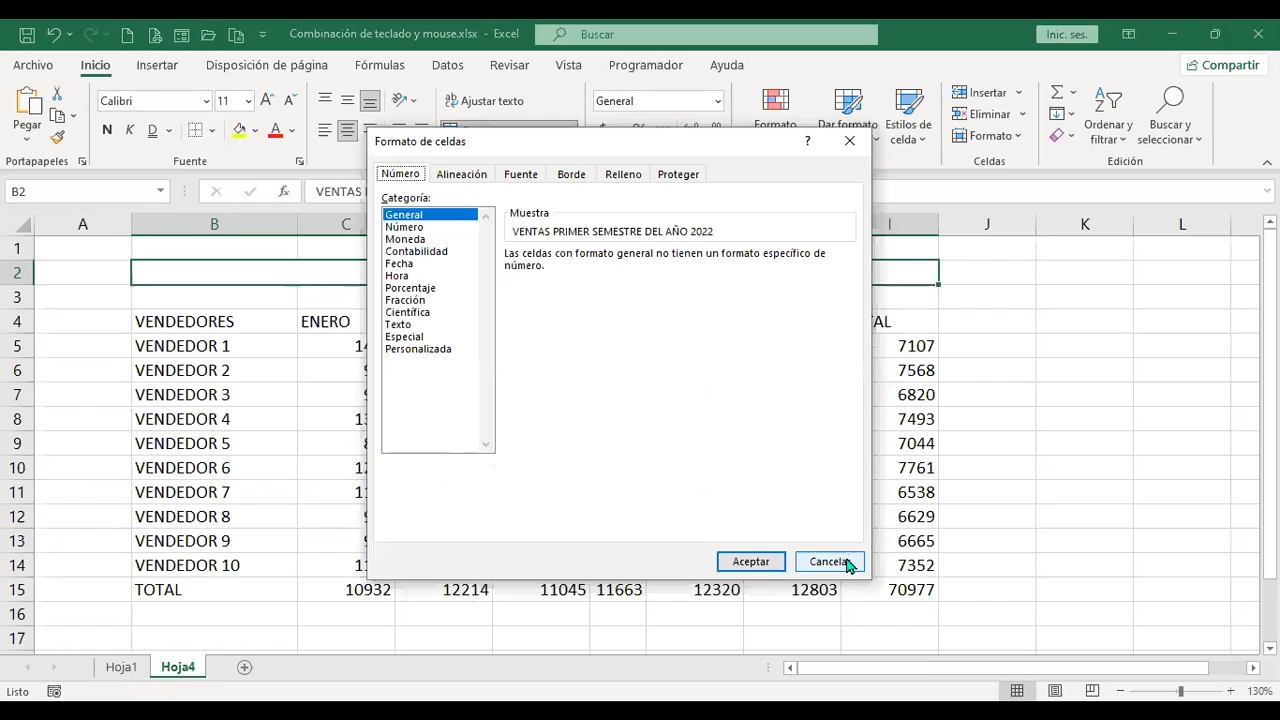 Combinación de teclado y mouse.xlsx - Excel
Buscar
Inic. ses.
Archivo Inicio Insertar Disposición de página Fórmulas Datos Revisar Vista Programador Ayuda Compartir
Pegar
Calibri 11
Ajustar texto
General
Formato
Dar formato
Estilos de celda
Insertar
Eliminar
Formato
Ordenar y filtrar
Buscar y seleccionar
N K D
Portapapeles Fuente Celdas Edición
B2 fx VENTAS
Formato de celdas ?
Número Alineación Fuente Borde Relleno Proteger
Categoría:
General
Número
Moneda
Contabilidad
Fecha
Hora
Porcentaje
Fracción
Científica
Texto
Especial
Personalizada
Muestra
VENTAS PRIMER SEMESTRE DEL AÑO 2022
Las celdas con formato general no tienen un formato específico de
número.
Aceptar
A B C I J K L
1
2
3
4 VENDEDORES ENERO TAL
5 VENDEDOR 1 7107
6 VENDEDOR 2 7568
7 VENDEDOR 3 6820
8 VENDEDOR 4 7493
9 VENDEDOR 5 7044
10 VENDEDOR 6 7761
11 VENDEDOR 7 6538
12 VENDEDOR 8 6629
13 VENDEDOR 9 6665
14 VENDEDOR 10 7352
15 TOTAL 10932 12214 11045 11663 12320 12803 70977
16
17
Hoja1 Hoja4
Listo 130%